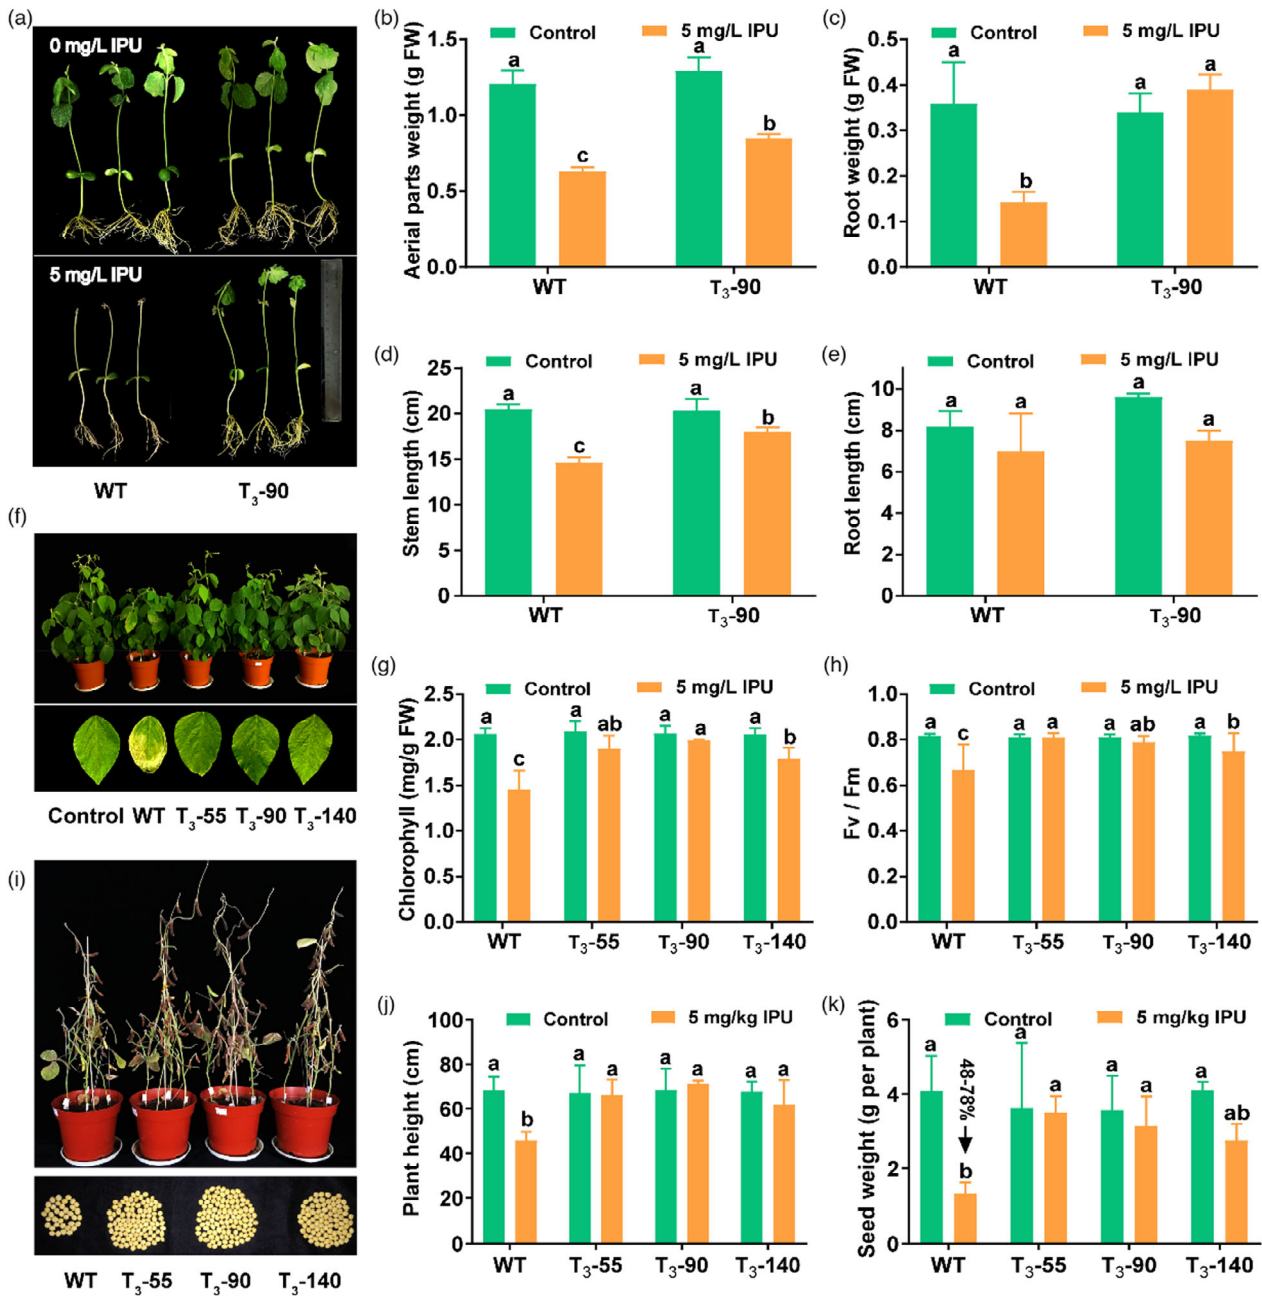 (a)
0 mg/L IPU
5 mg/L IPU
WT T3-90
(b)
Control 5 mg/L IPU
Aerial parts weight (g FW)
1.5
1.0
0.5
0.0
a
c
a
b
WT T3-90
(c)
Control 5 mg/L IPU
Root weight (g FW)
0.5
0.4
0.3
0.2
0.1
0.0
a
b
a
a
WT T3-90
(d)
Control 5 mg/L IPU
Stem length (cm)
25
20
15
10
5
0
a
c
a
b
WT T3-90
(e)
Control 5 mg/L IPU
Root length (cm)
10
8
6
4
2
0
a
a
a
a
WT T3-90
(f)
Control WT T3-55 T3-90 T3-140
(g)
Control 5 mg/L IPU
Chlorophyll (mg/g FW)
2.5
2.0
1.5
1.0
0.5
0.0
a
c
a
ab
a
a
a
b
WT T3-55 T3-90 T3-140
(h)
Control 5 mg/L IPU
Fv / Fm
1.0
0.8
0.6
0.4
0.2
0.0
a
c
a
a
a
ab
a
b
WT T3-55 T3-90 T3-140
(i)
WT T3-55 T3-90 T3-140
(j)
Control 5 mg/kg IPU
Plant height (cm)
100
80
60
40
20
0
a
b
a
a
a
a
a
a
WT T3-55 T3-90 T3-140
(k)
Control 5 mg/kg IPU
Seed weight (g per plant)
6
4
2
0
a
48-78%
b
a
a
a
a
a
ab
WT T3-55 T3-90 T3-140